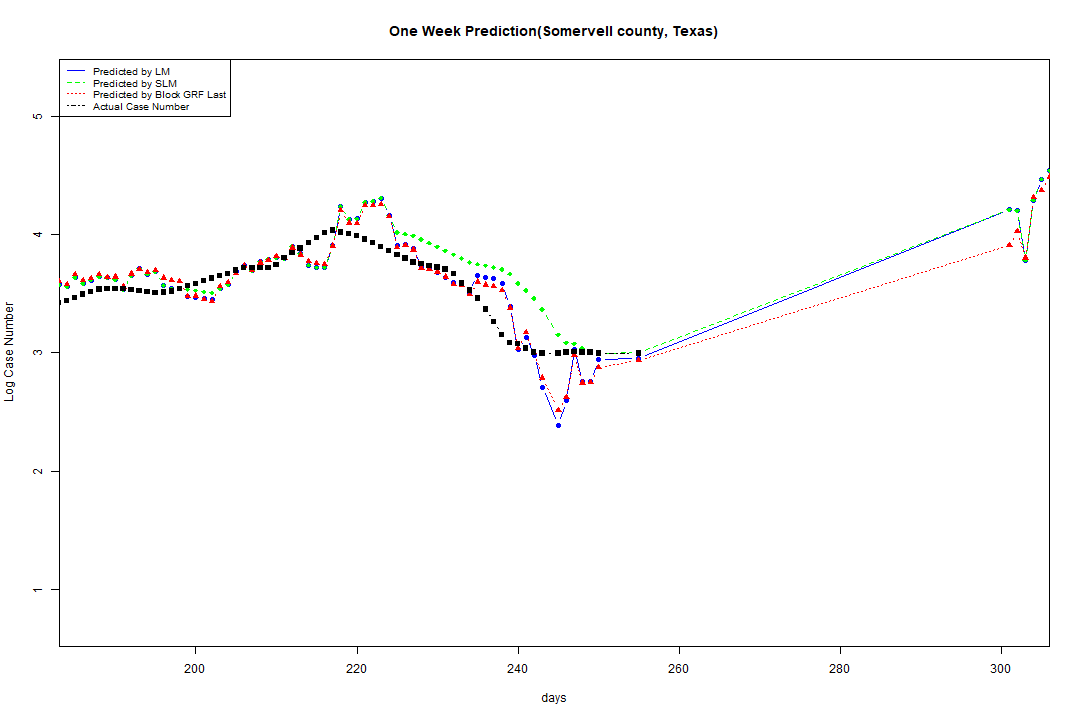 One Week Prediction(Somervell county, Texas)
Predicted by LM
Predicted by SLM
Predicted by Block GRF Last
Actual Case Number
5
4
3
2
1
Log Case Number
200 220 240 260 280 300
days